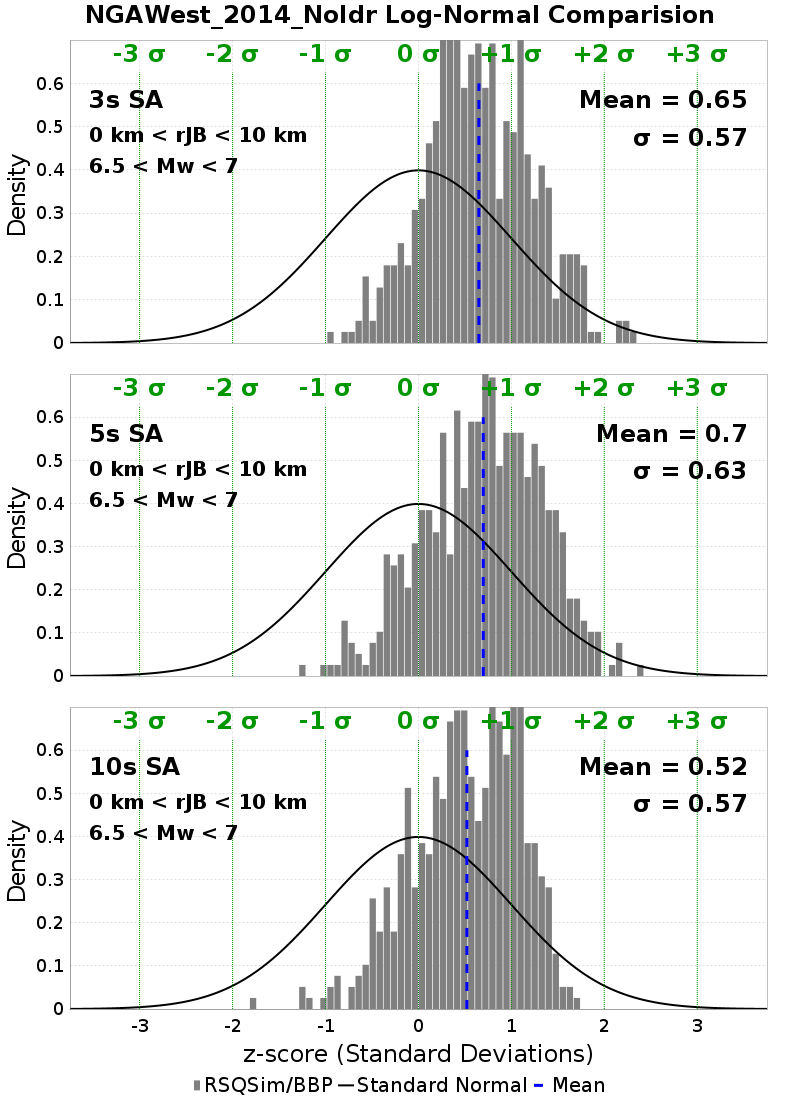 NGAWest_2014_NoIdr Log-Normal Comparision
-3 σ -2 σ -1 σ 0 σ +1 σ +2 σ +3 σ
0.6
3s SA Mean = 0.65
0.5
0 km < rJB < 10 km σ = 0.57
6.5 < Mw < 7
0.4
0.3
0.2
0.1
0
Density
-3 σ -2 σ -1 σ 0 σ +1 σ +2 σ +3 σ
0.6
5s SA Mean = 0.7
0.5
0 km < rJB < 10 km σ = 0.63
6.5 < Mw < 7
0.4
0.3
0.2
0.1
0
Density
-3 σ -2 σ -1 σ 0 σ +1 σ +2 σ +3 σ
0.6
10s SA Mean = 0.52
0.5
0 km < rJB < 10 km σ = 0.57
6.5 < Mw < 7
0.4
0.3
0.2
0.1
0
Density
-3 -2 -1 0 1 2 3
z-score (Standard Deviations)
RSQSim/BBP Standard Normal Mean